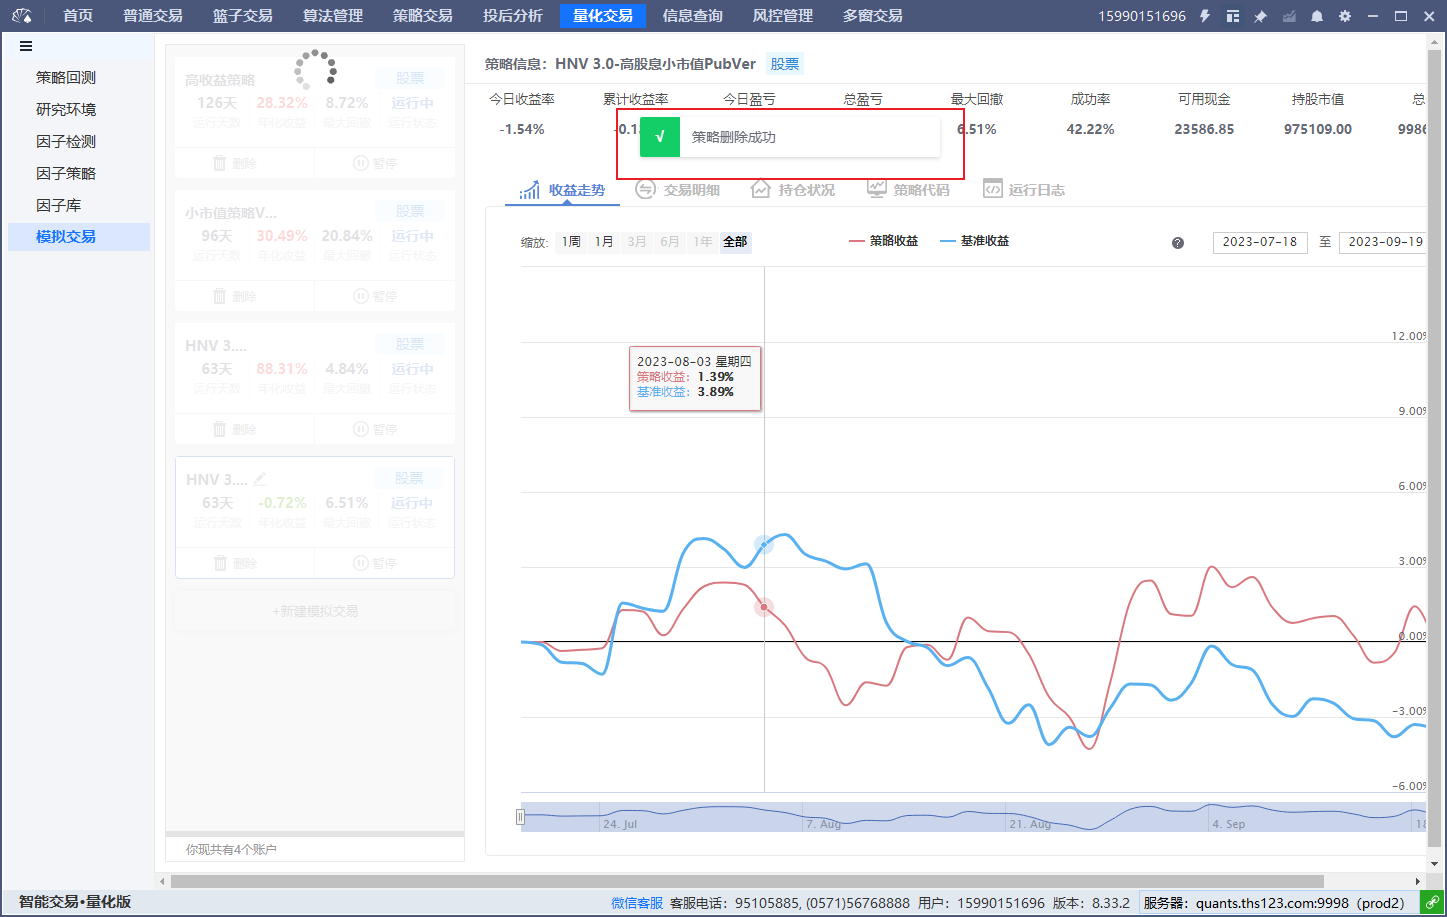 首页 普通交易 篮子交易 算法管理 策略交易 投后分析 量化交易 信息查询 风控管理 多窗交易 15990151696
策略回测
研究环境
因子检测
因子策略
因子库
模拟交易
高收益策略 股票
126天 28.32% 8.72% 运行中
运行天数 年化收益 最大回撤 运行状态
删除 暂停
小市值策略V... 股票
96天 30.49% 20.84% 运行中
运行天数 年化收益 最大回撤 运行状态
删除 暂停
HNV 3.... 股票
63天 88.31% 4.84% 运行中
运行天数 年化收益 最大回撤 运行状态
删除 暂停
HNV 3.... 股票
63天 -0.72% 6.51% 运行中
运行天数 年化收益 最大回撤 运行状态
删除 暂停
+新建模拟交易
你现共有4个账户
策略信息: HNV 3.0-高股息小市值PubVer 股票
今日收益率 累计收益率 今日盈亏 总盈亏 最大回撤 成功率 可用现金 持股市值 总
-1.54% -0.1 6.51% 42.22% 23586.85 975109.00 9986
√ 策略删除成功
收益走势 交易明细 持仓状况 策略代码 运行日志
缩放: 1周 1月 3月 6月 1年 全部 策略收益 基准收益 ? 2023-07-18 至 2023-09-19
12.00%
9.00%
6.00%
3.00%
0.00%
-3.00%
-6.00%
2023-08-03 星期四
策略收益: 1.39%
基准收益: 3.89%
24. Jul 7. Aug 21. Aug 4. Sep 18
智能交易•量化版 微信客服 客服电话: 95105885, (0571)56768888 用户: 15990151696 版本: 8.33.2 服务器: quants.ths123.com:9998 (prod2)